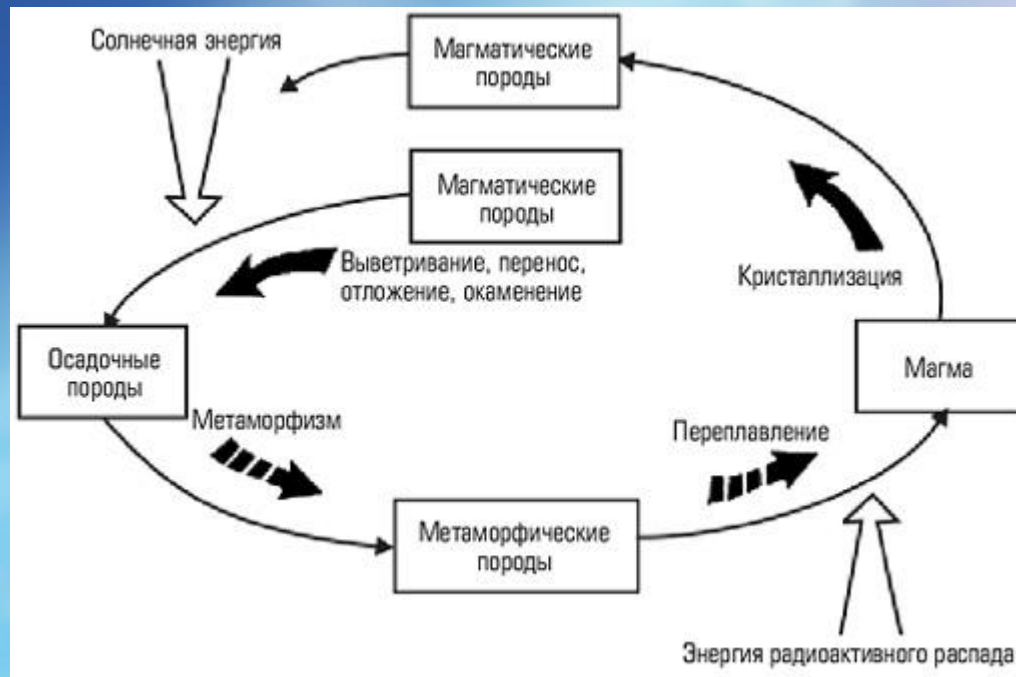 Солнечная энергия
Магматические
породы
Магматические
породы
Выветривание, перенос,
отложение, окаменение
Кристаллизация
Осадочные
породы
Магма
Метаморфизм
Переплавление
Метаморфические
породы
Энергия радиоактивного распада